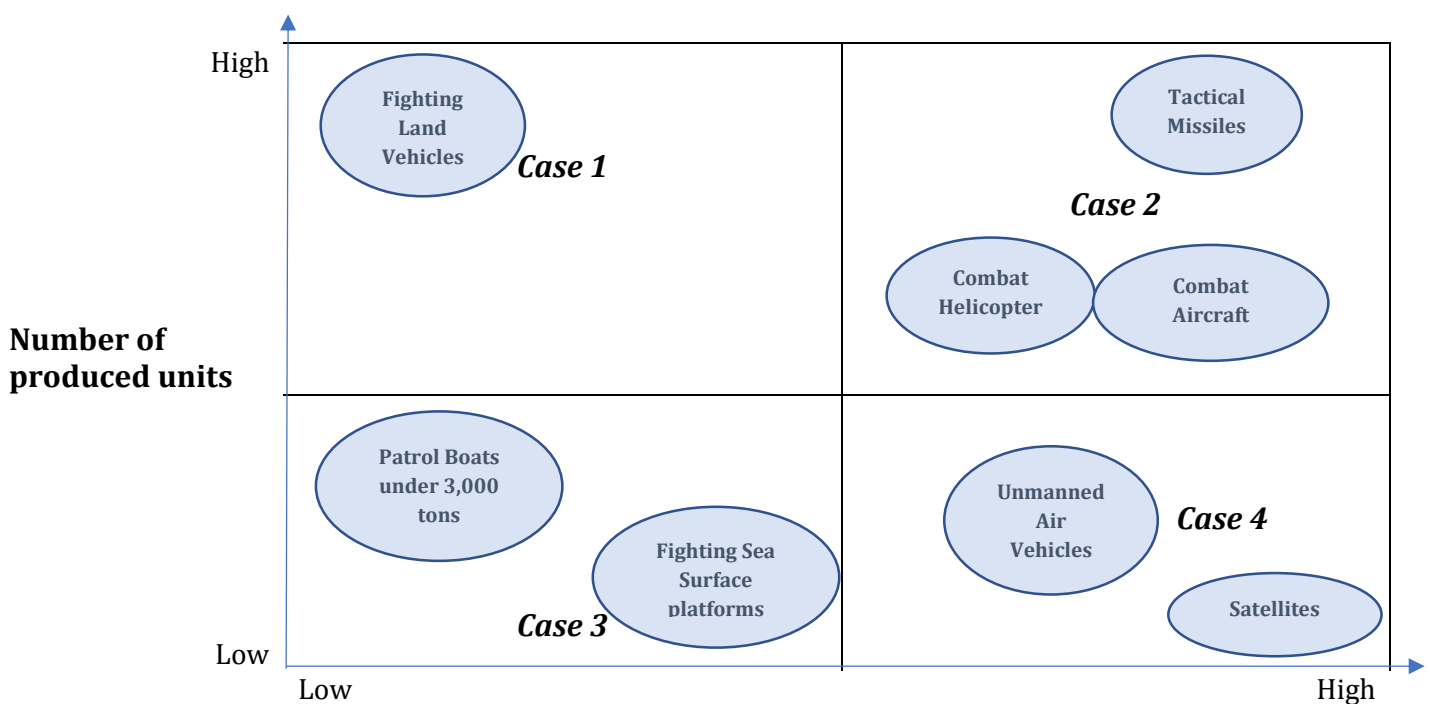 High
Fighting
Land
Vehicles
Case 1
Tactical
Missiles
Case 2
Combat
Helicopter
Combat
Aircraft
Number of
produced units
Patrol Boats
under 3,000
tons
Fighting Sea
Surface
platforms
Case 3
Unmanned
Air
Vehicles
Case 4
Satellites
Low
Low
High